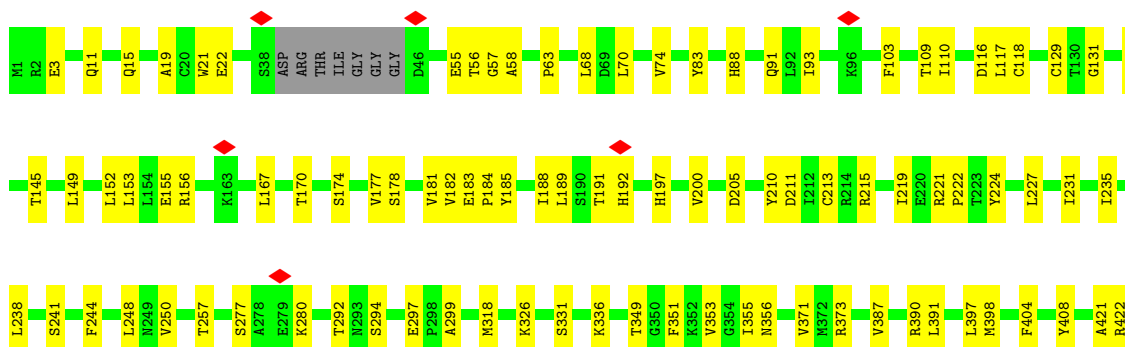 M1 R2 E3 Q11 Q15 A19 C20 W21 E22 S38 ASP ARG THR ILE GLY GLY GLY D46 E55 T56 G57 A58 P63 L68 D69 L70 V74 Y83 H88 Q91 L92 I93 K96 F103 T109 I110 D116 L117 C118 C129 T130 G131
T145 L149 L152 L153 L154 E155 R156 K163 L167 T170 S174 V177 S178 V181 V182 E183 P184 Y185 I188 L189 S190 T191 H192 H197 V200 D205 Y210 D211 I212 C213 R214 R215 I219 E220 R221 P222 T223 Y224 L227 I231 I235
L238 S241 F244 L248 N249 V250 T257 S277 A278 E279 K280 T292 N293 S294 E297 P298 A299 M318 K326 S331 K336 T349 G350 F351 K352 V353 G354 I355 N356 V371 M372 R373 V387 R390 L391 L397 M398 F404 Y408 A421 R422